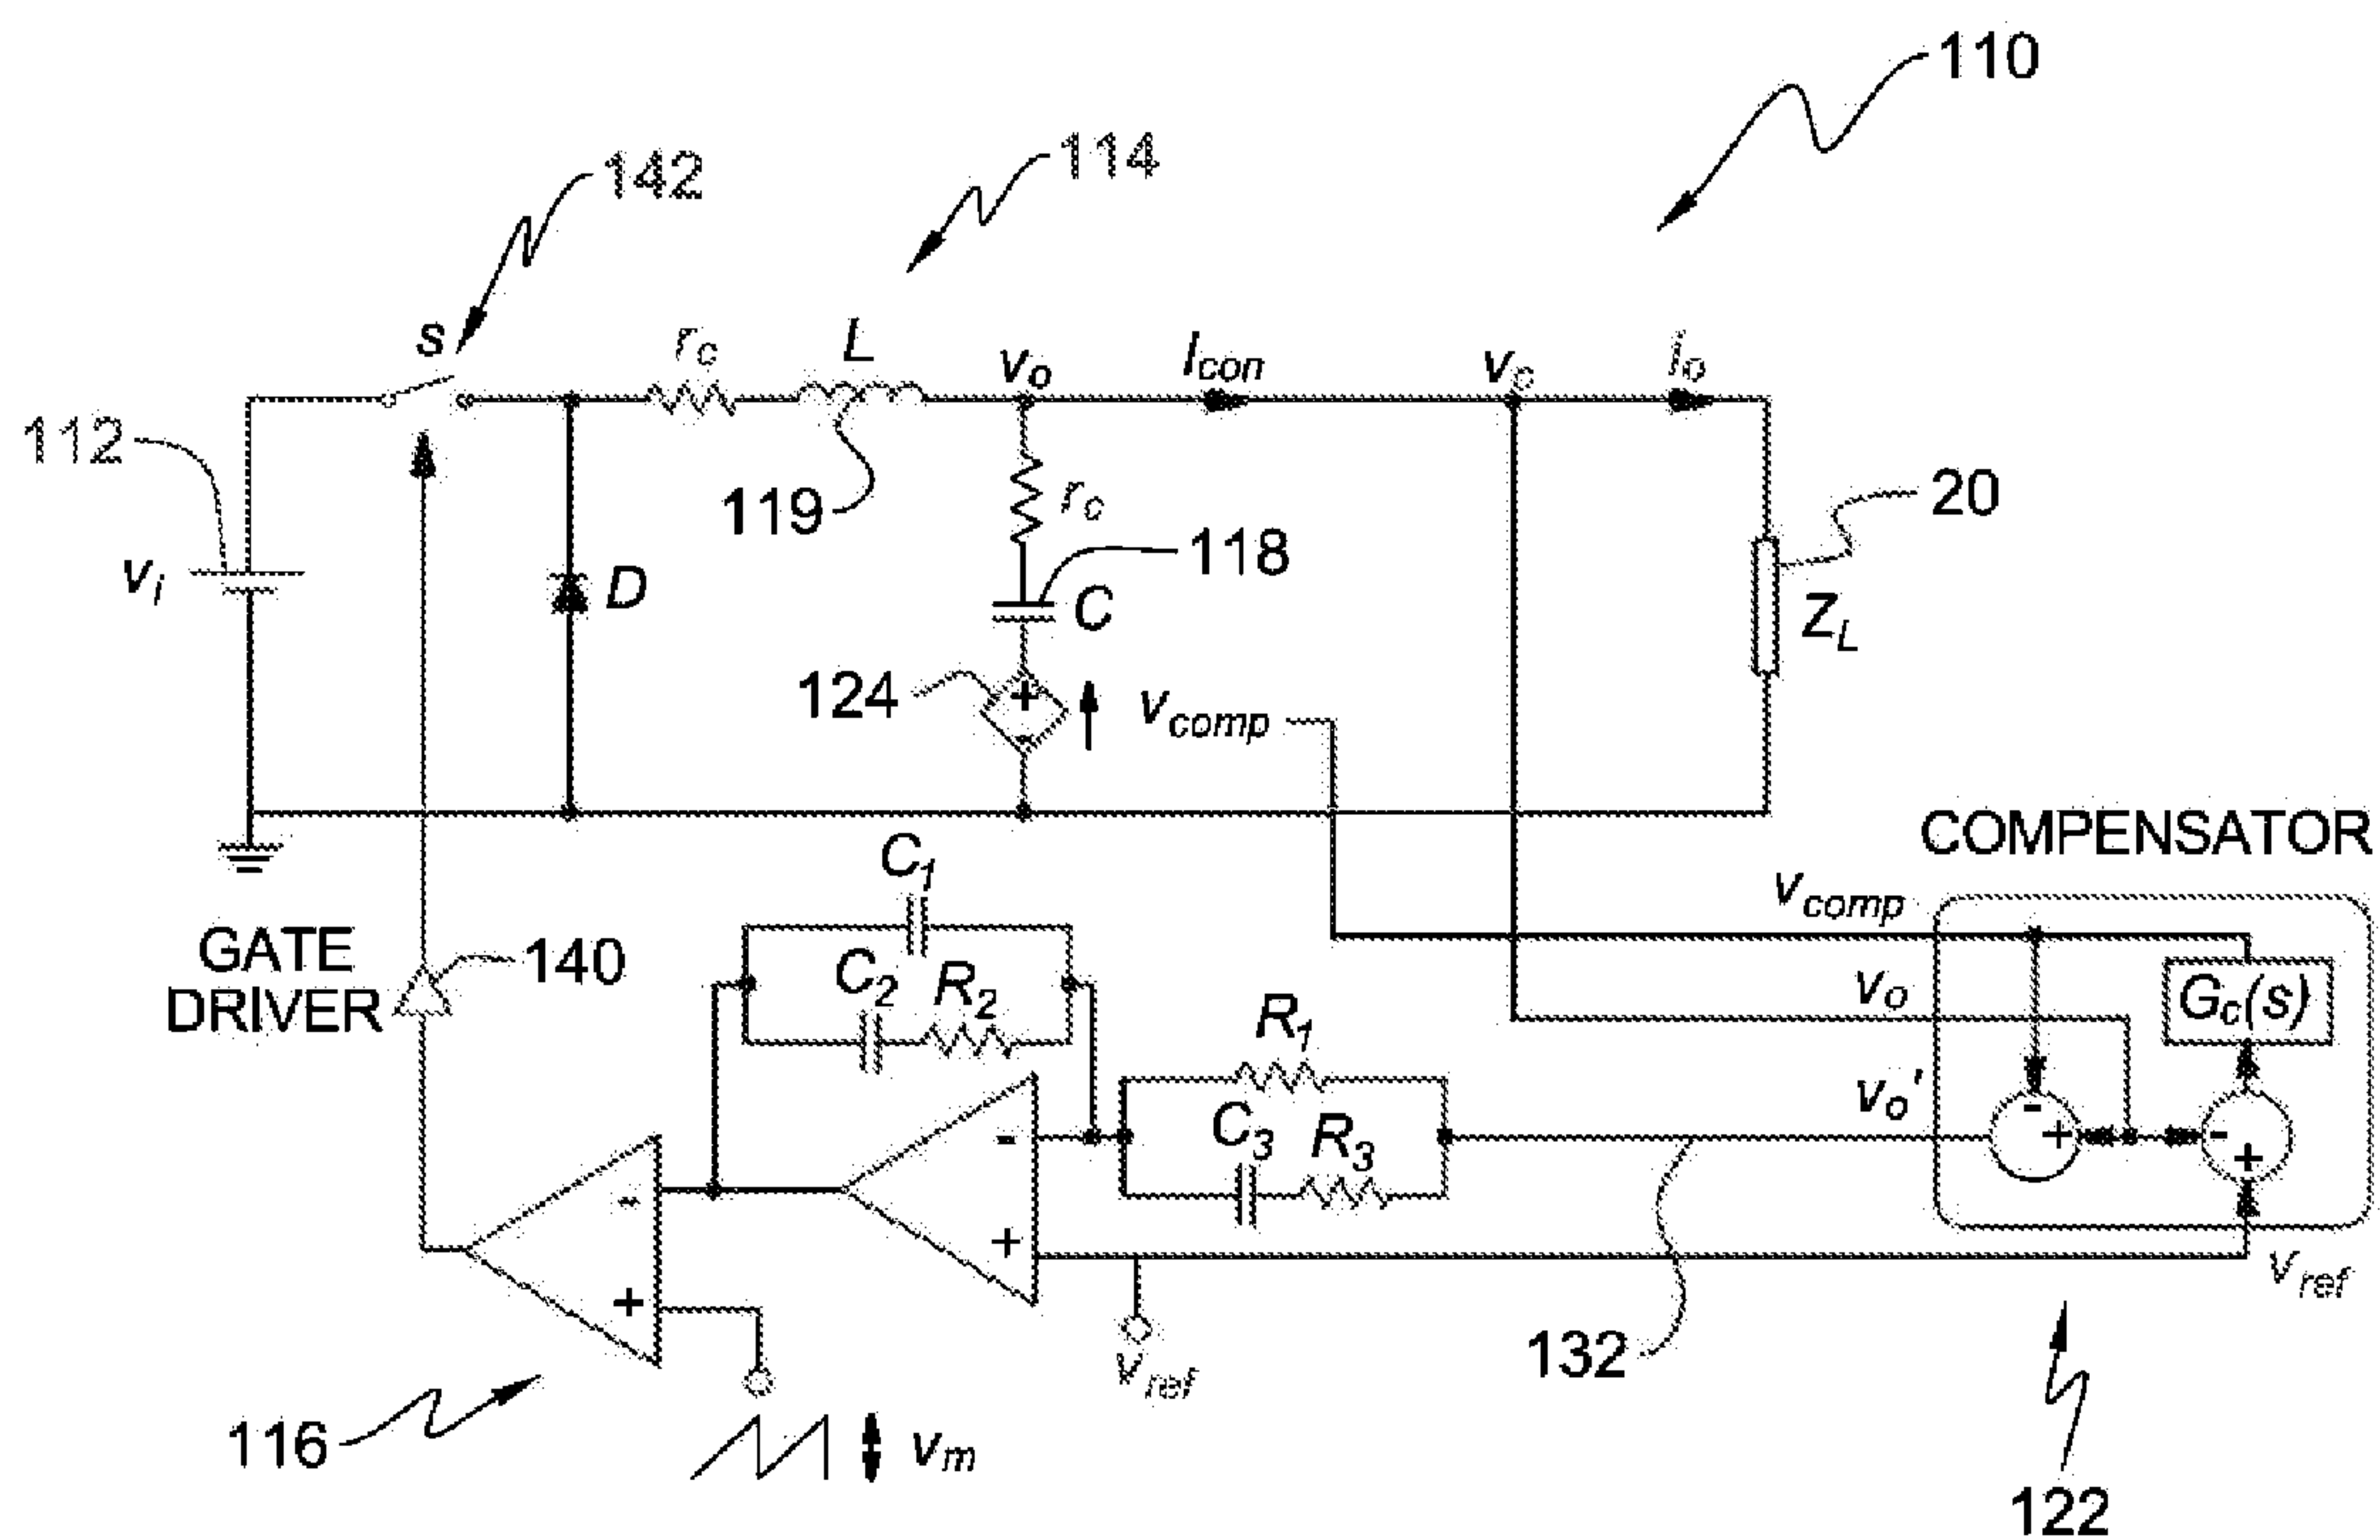 110
142
114
s
r_c
L
v_o
I_con
v_o
I_o
112
119
r_c
20
v_i
D
118
C
Z_L
124
+
-
v_comp
COMPENSATOR
C_1
v_comp
GATE
DRIVER
140
C_2
R_2
v_o
G_c(s)
R_1
v_o'
-
-
C_3
R_3
+
-
+
-
+
v_ref
+
132
v_ref
116
v_m
122